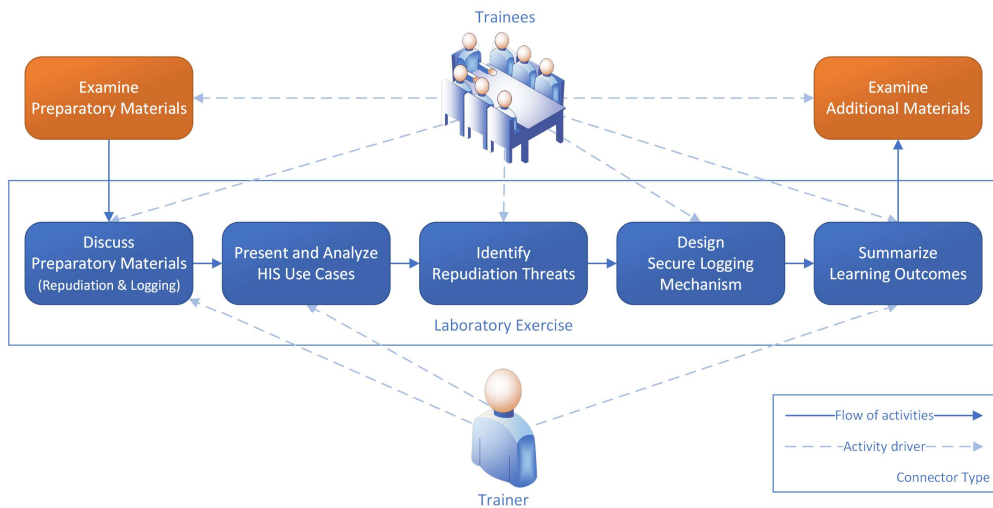 Trainees
Examine
Preparatory Materials
Examine
Additional Materials
Discuss
Preparatory Materials
(Repudiation & Logging)
Present and Analyze
HIS Use Cases
Identify
Repudiation Threats
Design
Secure Logging
Mechanism
Summarize
Learning Outcomes
Laboratory Exercise
Trainer
Flow of activities
Activity driver
Connector Type